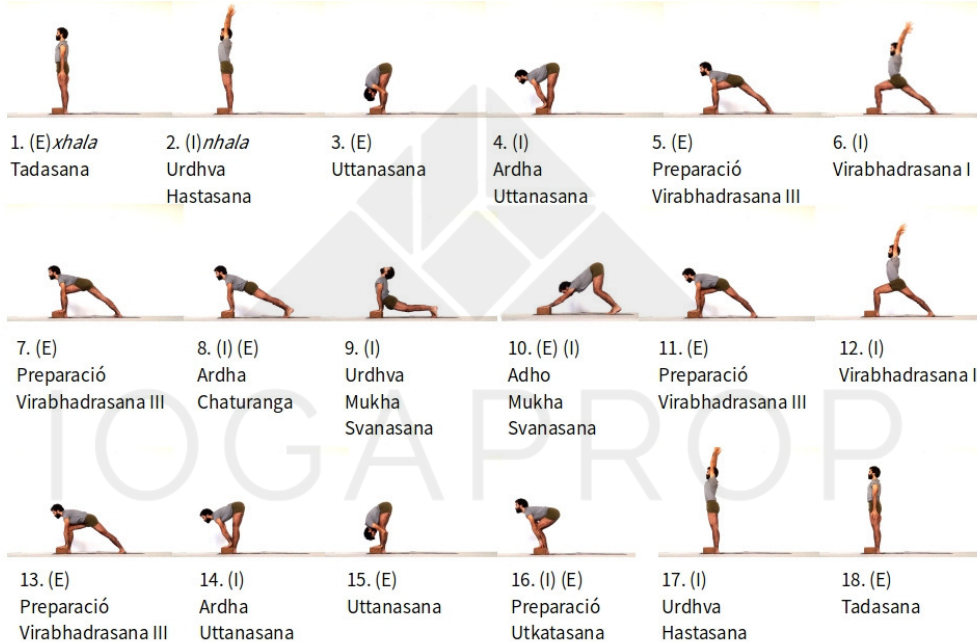 1. (E)xhala
Tadasana
2. (I)nhala
Urdhva
Hastasana
3. (E)
Uttanasana
4. (I)
Ardha
Uttanasana
5. (E)
Preparació
Virabhadrasana III
6. (I)
Virabhadrasana I
7. (E)
Preparació
Virabhadrasana III
8. (I) (E)
Ardha
Chaturanga
9. (I)
Urdhva
Mukha
Svanasana
10. (E) (I)
Adho
Mukha
Svanasana
11. (E)
Preparació
Virabhadrasana III
12. (I)
Virabhadrasana I
IOGAPROP
13. (E)
Preparació
Virabhadrasana III
14. (I)
Ardha
Uttanasana
15. (E)
Uttanasana
16. (I) (E)
Preparació
Utkatasana
17. (I)
Urdhva
Hastasana
18. (E)
Tadasana